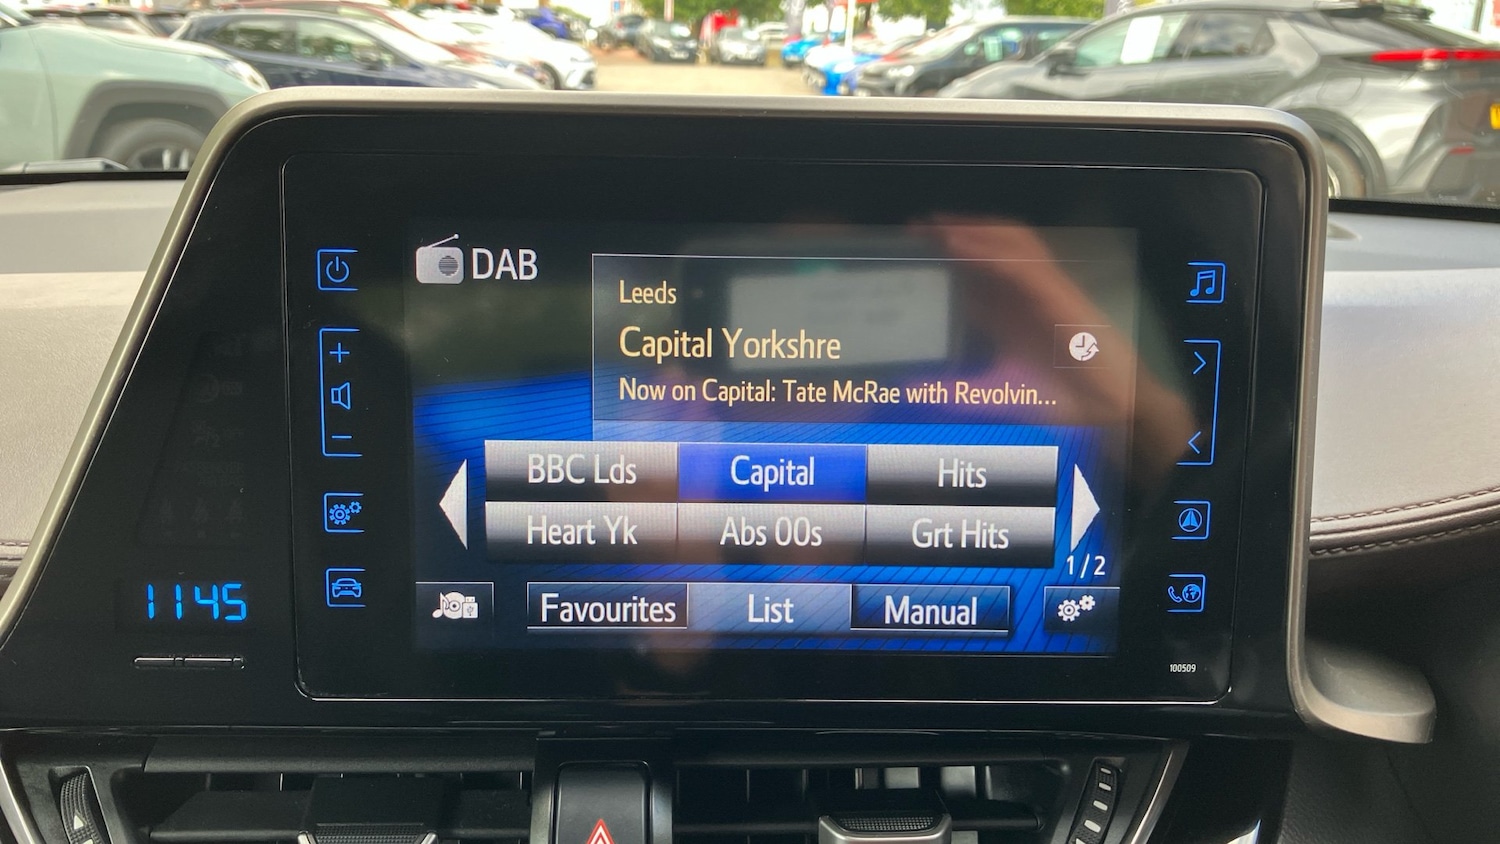 DAB
Leeds
Capital Yorkshre
Now on Capital: Tate McRae with Revolvin...
BBC Lds
Capital
Hits
Heart Yk
Abs 00s
Grt Hits
1/2
Favourites
List
Manual
1145
100509